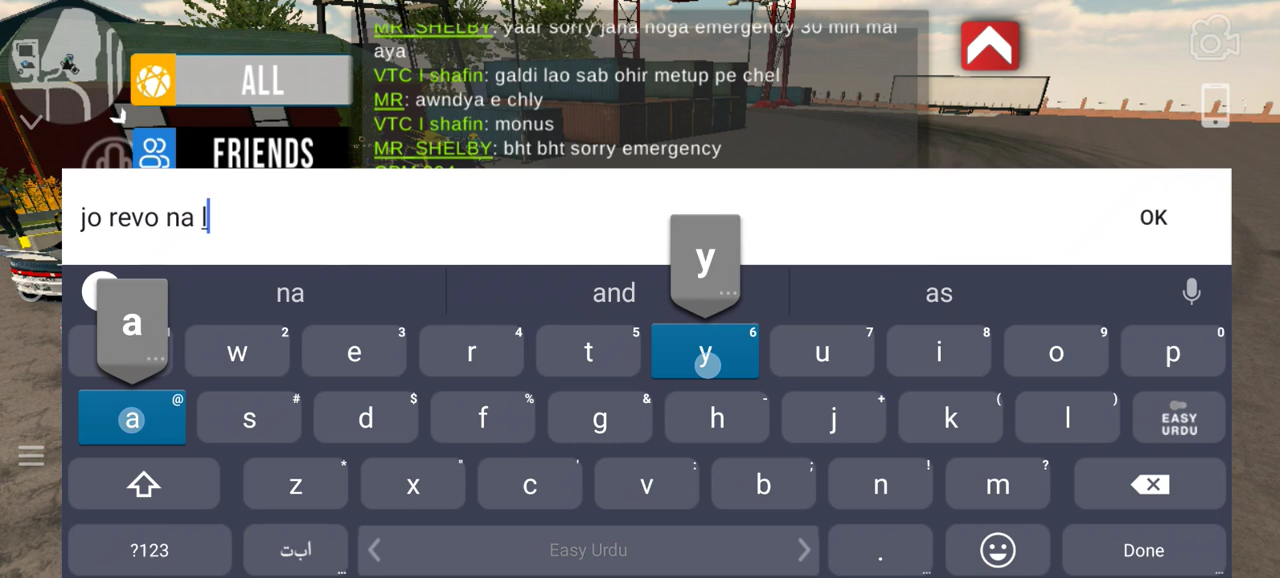 MR_SHELBY: yaar sorry jana hoga emergency 30 min mai
aya
ALL
VTC I shafin: galdi lao sab ohir metup pe chel
MR: awndya e chly
VTC I shafin: monus
FRIENDS
MR_SHELBY: bht bht sorry emergency
jo revo na l
OK
y
a
na and as
w 2 e 3 r 4 t 5 y 6 u 7 i 8 o 9 p 0
a @ s # d $ f % g & h - j + k ( l ) EASY URDU
z * x " c ' v : b ; n ! m ?
?123 ابت Easy Urdu . Done